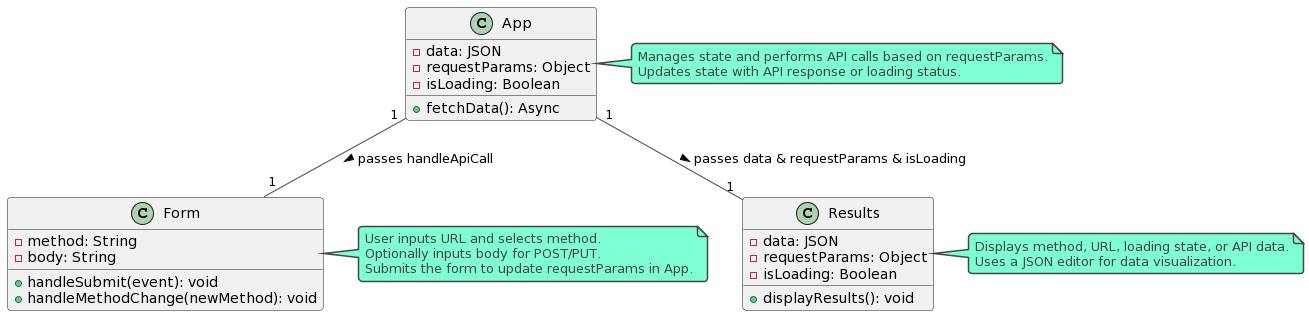 C App
data: JSON
requestParams: Object
isLoading: Boolean
fetchData(): Async
Manages state and performs API calls based on requestParams.
Updates state with API response or loading status.
1
1
passes handleApiCall
passes data & requestParams & isLoading
1
1
C Form
method: String
body: String
handleSubmit(event): void
handleMethodChange(newMethod): void
User inputs URL and selects method.
Optionally inputs body for POST/PUT.
Submits the form to update requestParams in App.
C Results
data: JSON
requestParams: Object
isLoading: Boolean
displayResults(): void
Displays method, URL, loading state, or API data.
Uses a JSON editor for data visualization.